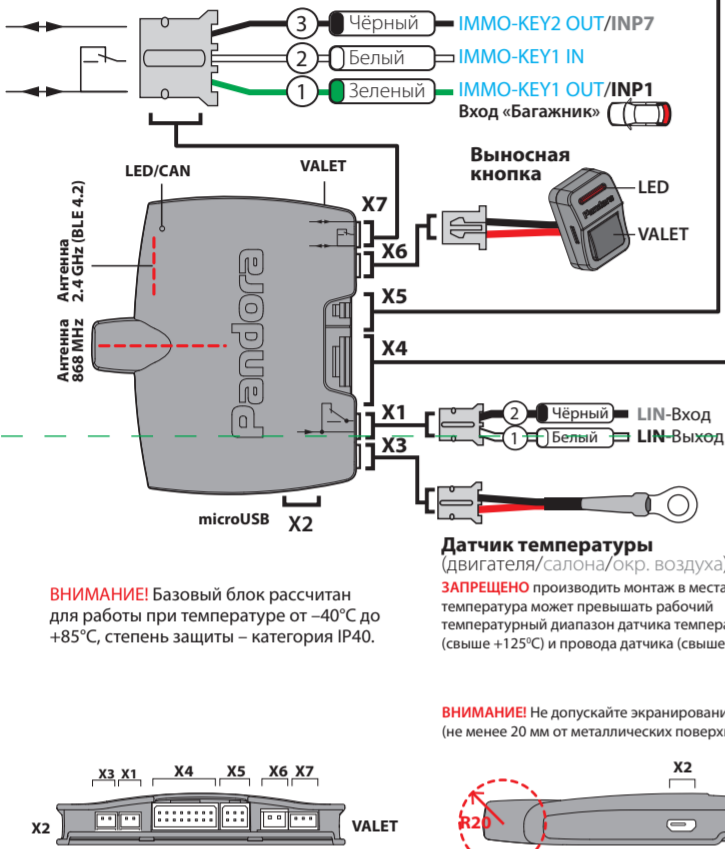 3 Чёрный IMMO-KEY2 OUT/INP7
2 Белый IMMO-KEY1 IN
1 Зеленый IMMO-KEY1 OUT/INP1
Вход «Багажник»
LED/CAN
VALET
Выносная
кнопка
LED
Pandora
VALET
X7
X6
X5
X4
X1
X3
Антенна
2.4 GHz (BLE 4.2)
Антенна
868 MHz
pandora
2 Чёрный LIN-Вход
1 Белый LIN-Выход
microUSB X2
Датчик температуры
(двигателя/салона/окр. воздуха)
ЗАПРЕЩЕНО производить монтаж в места
температура может превышать рабочий
температурный диапазон датчика темпера
(свыше +125°C) и провода датчика (свыше
ВНИМАНИЕ! Базовый блок рассчитан
для работы при температуре от –40°C до
+85°C, степень защиты – категория IP40.
ВНИМАНИЕ! Не допускайте экранировани
(не менее 20 мм от металлических поверх
X3 X1 X4 X5 X6 X7
X2
VALET
X2
R20